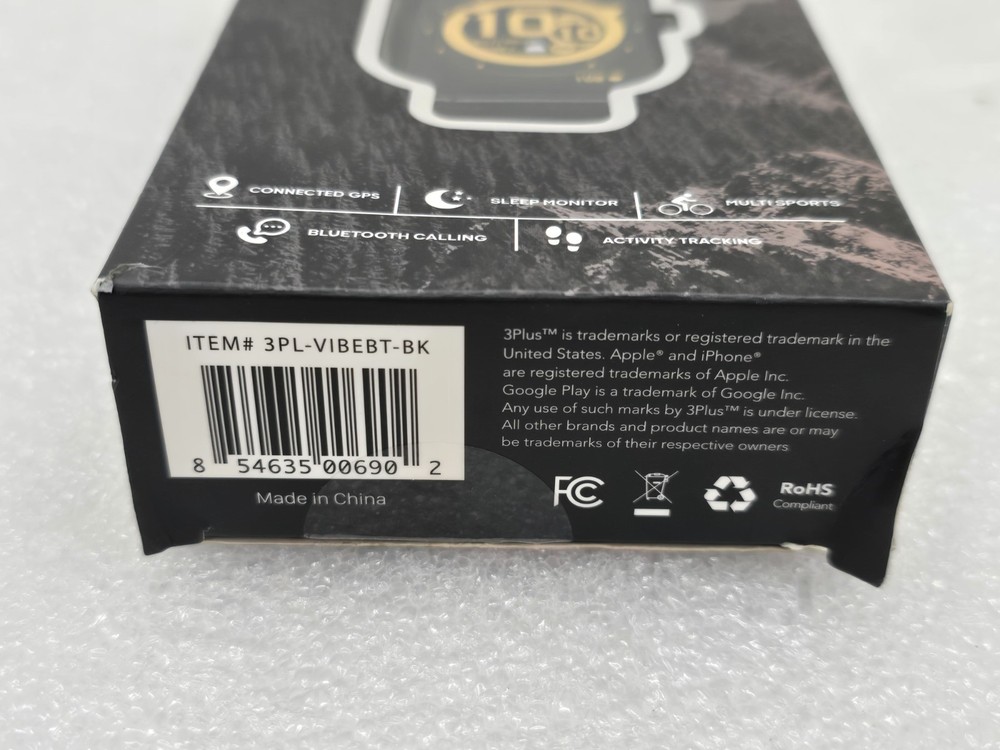 10
CONNECTED GPS
SLEEP MONITOR
MULTI SPORTS
BLUETOOTH CALLING
ACTIVITY TRACKING
ITEM# 3PL-VIBEBT-BK
8 54635 00690 2
Made in China
3Plus™ is trademarks or registered trademark in the
United States. Apple® and iPhone®
are registered trademarks of Apple Inc.
Google Play is a trademark of Google Inc.
Any use of such marks by 3Plus™ is under license.
All other brands and product names are or may
be trademarks of their respective owners
FC
RoHS
Compliant